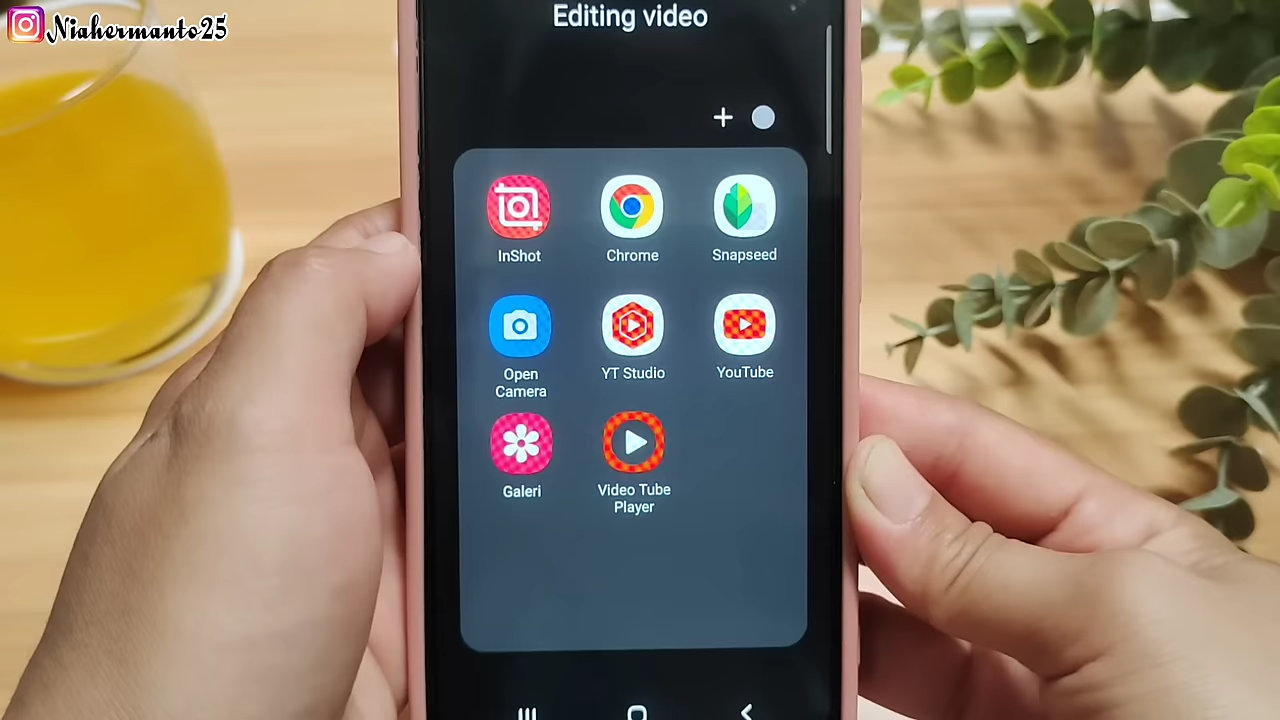 Niahermanto25
Editing video
InShot
Chrome
Snapseed
Open
Camera
YT Studio
YouTube
Galeri
Video Tube
Player